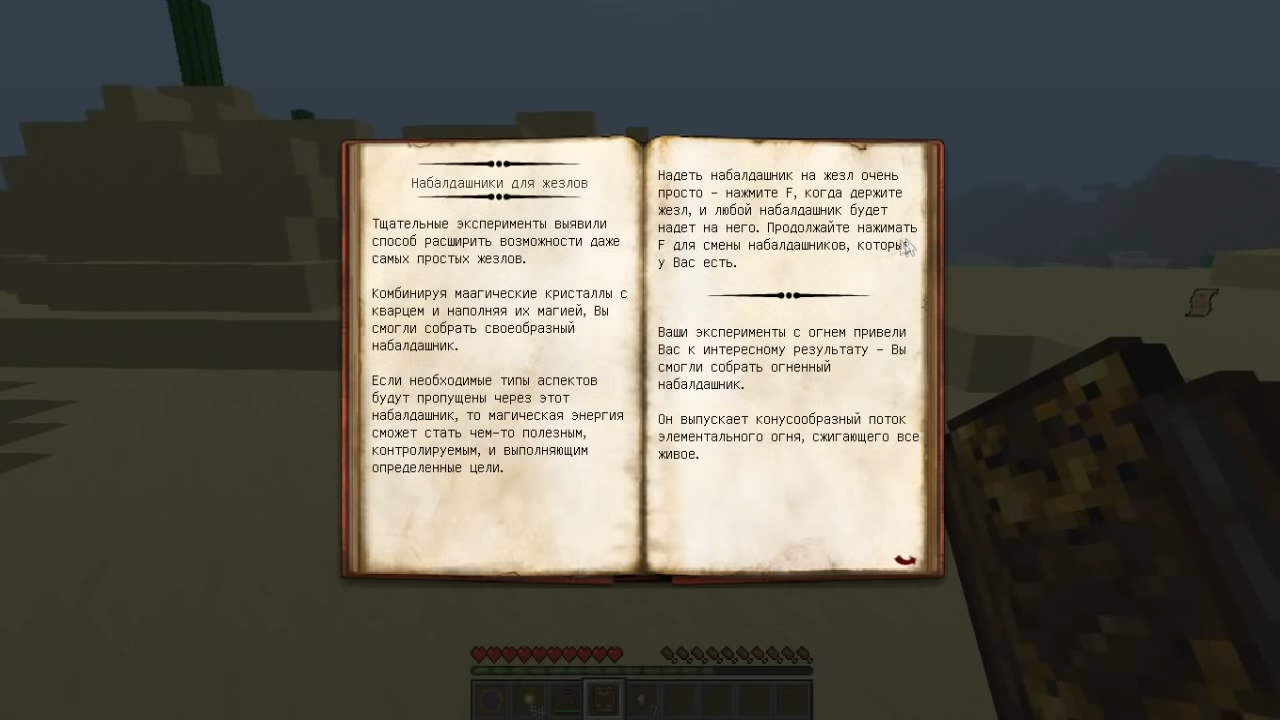 Набалдашники для жезлов
Тщательные эксперименты выявили
способ расширить возможности даже
самых простых жезлов.
Комбинируя маагические кристаллы с
кварцем и наполняя их магией, Вы
смогли собрать своеобразный
набалдашник.
Если необходимые типы аспектов
будут пропущены через этот
набалдашник, то магическая энергия
сможет стать чем-то полезным,
контролируемым, и выполняющим
определенные цели.
Надеть набалдашник на жезл очень
просто - нажмите F, когда держите
жезл, и любой набалдашник будет
надет на него. Продолжайте нажимать
F для смены набалдашников, которые
у Вас есть.
Ваши эксперименты с огнем привели
Вас к интересному результату - Вы
смогли собрать огненный
набалдашник.
Он выпускает конусообразный поток
элементального огня, сжигающего все
живое.